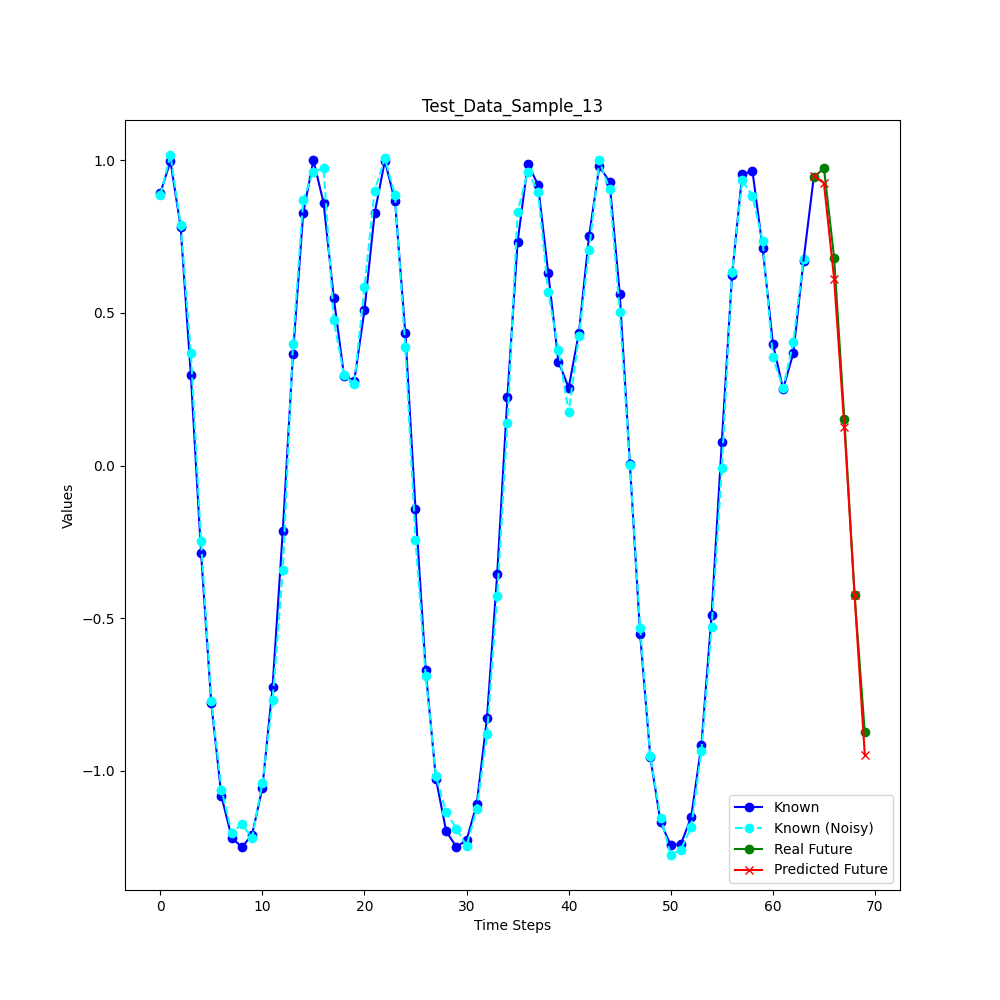 Test_Data_Sample_13
1.0
0.5
0.0
−0.5
−1.0
Values
0 10 20 30 40 50 60 70
Time Steps
Known
Known (Noisy)
Real Future
Predicted Future